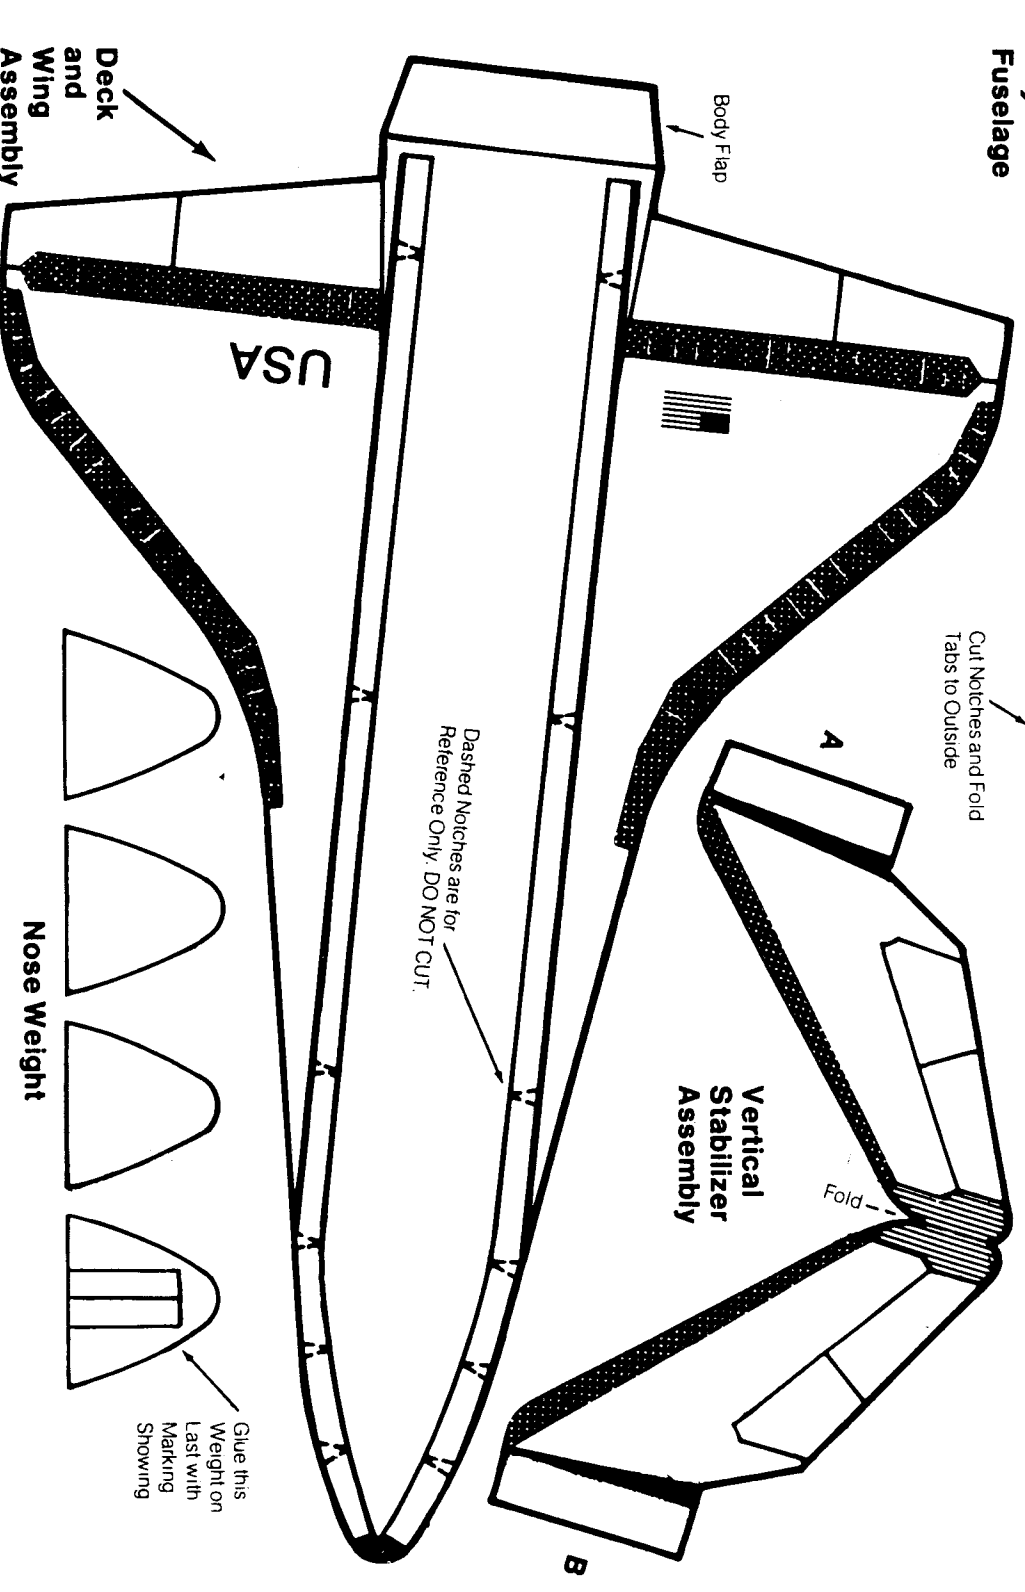 Fuselage
Cut Notches and Fold
Tabs to Outside
Body Flap
A
Vertical
Stabilizer
Assembly
Fold
B
Dashed Notches are for
Reference Only. DO NOT CUT.
USA
Deck
and
Wing
Assembly
Glue this
Weight on
Last with
Marking
Showing
Nose Weight